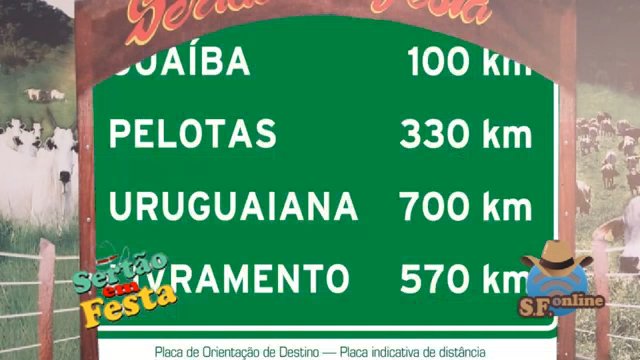 GUAÍBA 100 km
PELOTAS 330 km
URUGUAIANA 700 km
VRAMENTO 570 km
Sertão em Festa
S.F. online
Placa de Orientação de Destino — Placa indicativa de distância